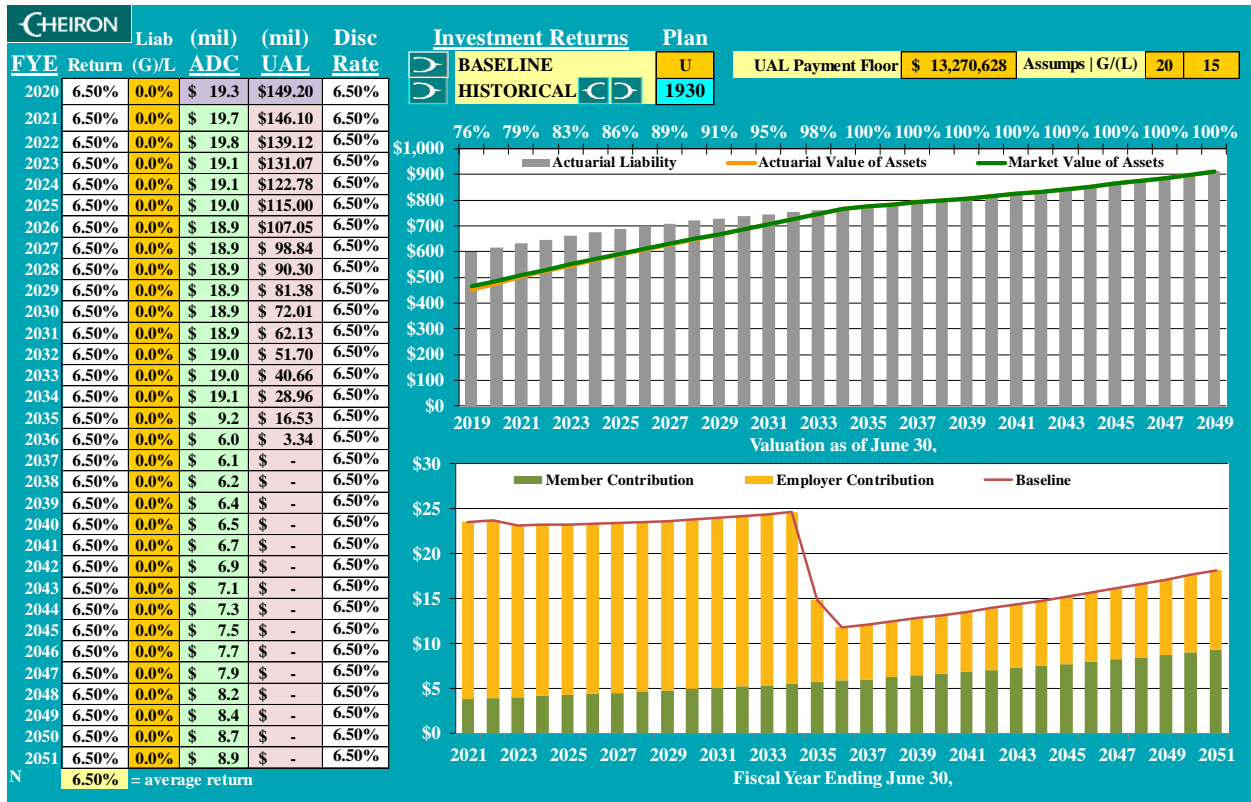 CHEIRON
Liab (mil) (mil) Disc
FYE Return (G)/L ADC UAL Rate
2020 6.50% 0.0% $ 19.3 $149.20 6.50%
2021 6.50% 0.0% $ 19.7 $146.10 6.50%
2022 6.50% 0.0% $ 19.8 $139.12 6.50%
2023 6.50% 0.0% $ 19.1 $131.07 6.50%
2024 6.50% 0.0% $ 19.1 $122.78 6.50%
2025 6.50% 0.0% $ 19.0 $115.00 6.50%
2026 6.50% 0.0% $ 18.9 $107.05 6.50%
2027 6.50% 0.0% $ 18.9 $ 98.84 6.50%
2028 6.50% 0.0% $ 18.9 $ 90.30 6.50%
2029 6.50% 0.0% $ 18.9 $ 81.38 6.50%
2030 6.50% 0.0% $ 18.9 $ 72.01 6.50%
2031 6.50% 0.0% $ 18.9 $ 62.13 6.50%
2032 6.50% 0.0% $ 19.0 $ 51.70 6.50%
2033 6.50% 0.0% $ 19.0 $ 40.66 6.50%
2034 6.50% 0.0% $ 19.1 $ 28.96 6.50%
2035 6.50% 0.0% $ 9.2 $ 16.53 6.50%
2036 6.50% 0.0% $ 6.0 $ 3.34 6.50%
2037 6.50% 0.0% $ 6.1 $ - 6.50%
2038 6.50% 0.0% $ 6.2 $ - 6.50%
2039 6.50% 0.0% $ 6.4 $ - 6.50%
2040 6.50% 0.0% $ 6.5 $ - 6.50%
2041 6.50% 0.0% $ 6.7 $ - 6.50%
2042 6.50% 0.0% $ 6.9 $ - 6.50%
2043 6.50% 0.0% $ 7.1 $ - 6.50%
2044 6.50% 0.0% $ 7.3 $ - 6.50%
2045 6.50% 0.0% $ 7.5 $ - 6.50%
2046 6.50% 0.0% $ 7.7 $ - 6.50%
2047 6.50% 0.0% $ 7.9 $ - 6.50%
2048 6.50% 0.0% $ 8.2 $ - 6.50%
2049 6.50% 0.0% $ 8.4 $ - 6.50%
2050 6.50% 0.0% $ 8.7 $ - 6.50%
2051 6.50% 0.0% $ 8.9 $ - 6.50%
N 6.50% = average return
Investment Returns Plan
BASELINE U
HISTORICAL 1930
UAL Payment Floor $ 13,270,628 Assumps | G/(L) 20 15
76% 79% 83% 86% 89% 91% 95% 98% 100% 100% 100% 100% 100% 100% 100% 100%
Actuarial Liability Actuarial Value of Assets Market Value of Assets
$1,000
$900
$800
$700
$600
$500
$400
$300
$200
$100
$0
2019 2021 2023 2025 2027 2029 2031 2033 2035 2037 2039 2041 2043 2045 2047 2049
Valuation as of June 30,
Member Contribution Employer Contribution Baseline
$30
$25
$20
$15
$10
$5
$0
2021 2023 2025 2027 2029 2031 2033 2035 2037 2039 2041 2043 2045 2047 2049 2051
Fiscal Year Ending June 30,